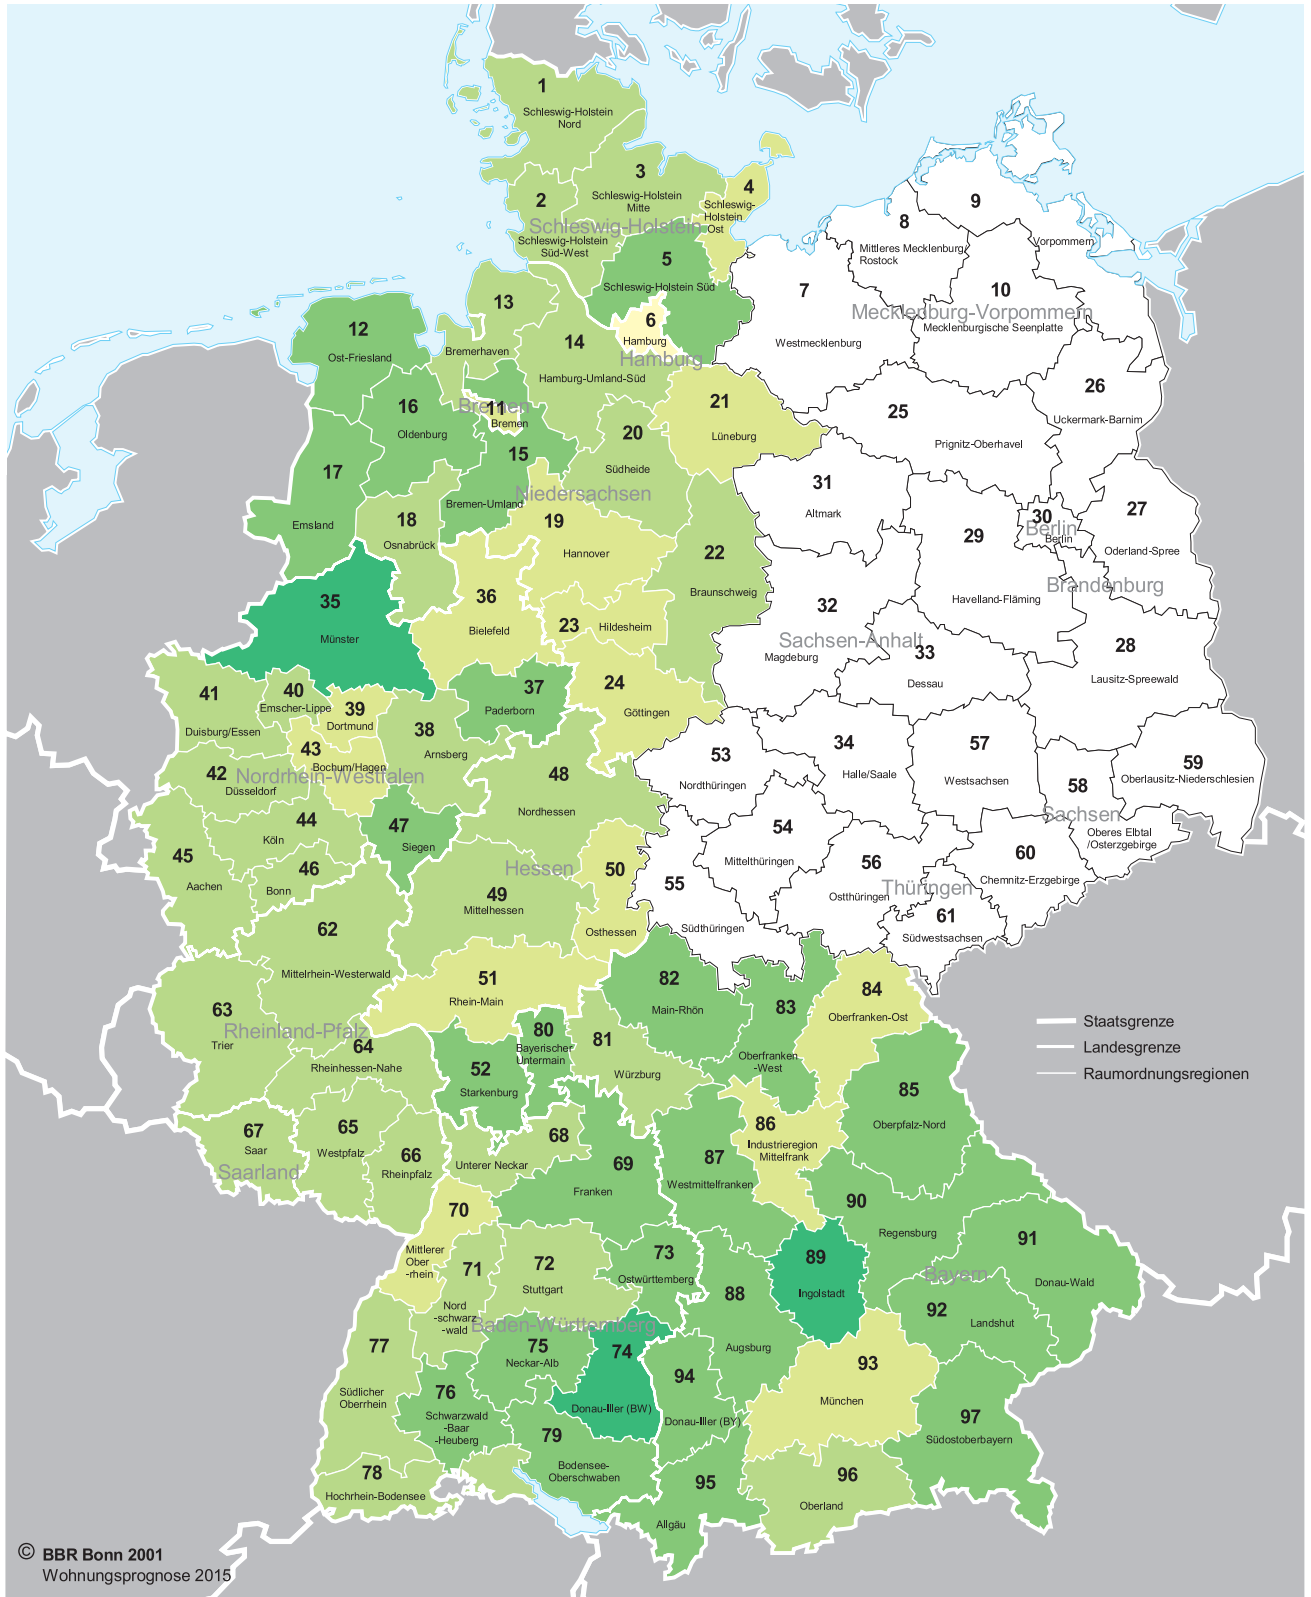 1
Schleswig-Holstein
Nord
3
Schleswig-Holstein
Mitte
4
Schleswig-
Holstein
Ost
2
Schleswig-Holstein
Schleswig-Holstein
Süd-West
5
Schleswig-Holstein Süd
6
Hamburg
Hamburg
7
Westmecklenburg
8
Mittleres Mecklenburg
Rostock
9
Vorpommern
10
Mecklenburg-Vorpommern
Mecklenburgische Seenplatte
12
Ost-Friesland
13
Bremerhaven
14
Hamburg-Umland-Süd
16
Oldenburg
Bremen
11
Bremen
15
Bremen-Umland
17
Emsland
18
Osnabrück
Niedersachsen
19
Hannover
20
Südheide
21
Lüneburg
22
Braunschweig
23
Hildesheim
24
Göttingen
25
Prignitz-Oberhavel
26
Uckermark-Barnim
27
Oderland-Spree
28
Lausitz-Spreewald
29
Havelland-Fläming
30
Berlin
Berlin
Brandenburg
31
Altmark
32
Magdeburg
Sachsen-Anhalt
33
Dessau
34
Halle/Saale
35
Münster
36
Bielefeld
37
Paderborn
38
Arnsberg
39
Dortmund
40
Emscher-Lippe
41
Duisburg/Essen
42
Düsseldorf
43
Bochum/Hagen
Nordrhein-Westfalen
44
Köln
45
Aachen
46
Bonn
47
Siegen
48
Nordhessen
Hessen
49
Mittelhessen
50
Osthessen
51
Rhein-Main
52
Starkenburg
53
Nordthüringen
54
Mittelthüringen
55
Südthüringen
56
Ostthüringen
Thüringen
57
Westsachsen
58
Sachsen
Oberes Elbtal
/Osterzgebirge
59
Oberlausitz-Niederschlesien
60
Chemnitz-Erzgebirge
61
Südwestsachsen
62
Mittelrhein-Westerwald
63
Trier
Rheinland-Pfalz
64
Rheinhessen-Nahe
65
Westpfalz
66
Rheinpfalz
67
Saar
Saarland
68
Unterer Neckar
69
Franken
70
Mittlerer
Ober
-rhein
71
Nord
-schwarz
-wald
72
Stuttgart
73
Ostwürttemberg
Baden-Württemberg
74
Donau-Iller (BW)
75
Neckar-Alb
76
Schwarzwald
-Baar
-Heuberg
77
Südlicher
Oberrhein
78
Hochrhein-Bodensee
79
Bodensee-
Oberschwaben
80
Bayerischer
Untermain
81
Würzburg
82
Main-Rhön
83
Oberfranken
-West
84
Oberfranken-Ost
85
Oberpfalz-Nord
86
Industrieregion
Mittelfrank
87
Westmittelfranken
88
Augsburg
89
Ingolstadt
90
Regensburg
91
Donau-Wald
Bayern
92
Landshut
93
München
94
Donau-Iller (BY)
95
Allgäu
96
Oberland
97
Südostoberbayern
Staatsgrenze
Landesgrenze
Raumordnungsregionen
© BBR Bonn 2001
Wohnungsprognose 2015